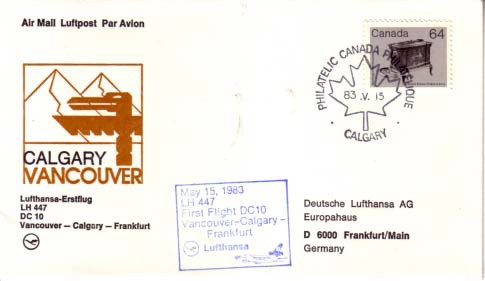 Air Mail Luftpost Par Avion
Canada 64
PHILATELIC CANADA PHILATÉLIQUE
83 .V. 15
CALGARY
CALGARY
VANCOUVER
Lufthansa-Erstflug
LH 447
DC 10
Vancouver – Calgary – Frankfurt
May 15, 1983
LH 447
First Flight DC10
Vancouver-Calgary -
Frankfurt
Lufthansa
Deutsche Lufthansa AG
Europahaus
D 6000 Frankfurt/Main
Germany